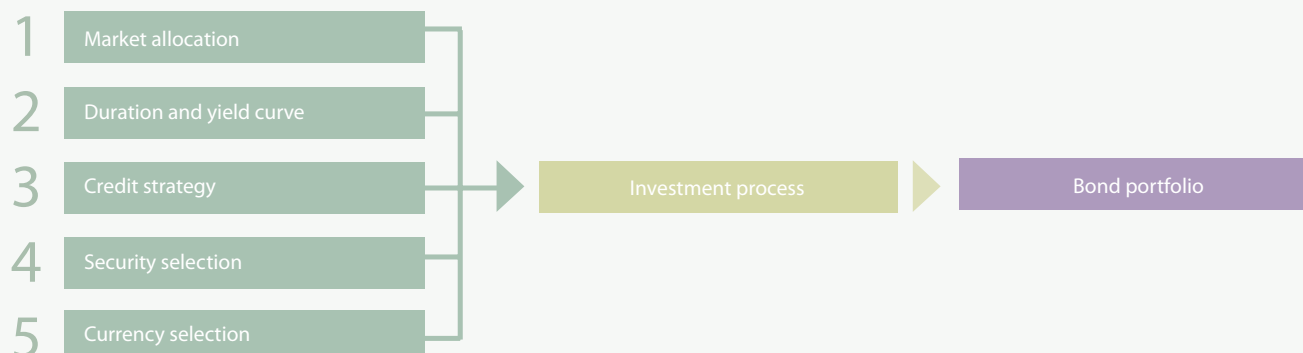 1 Market allocation
2 Duration and yield curve
3 Credit strategy
Investment process
Bond portfolio
4 Security selection
5 Currency selection